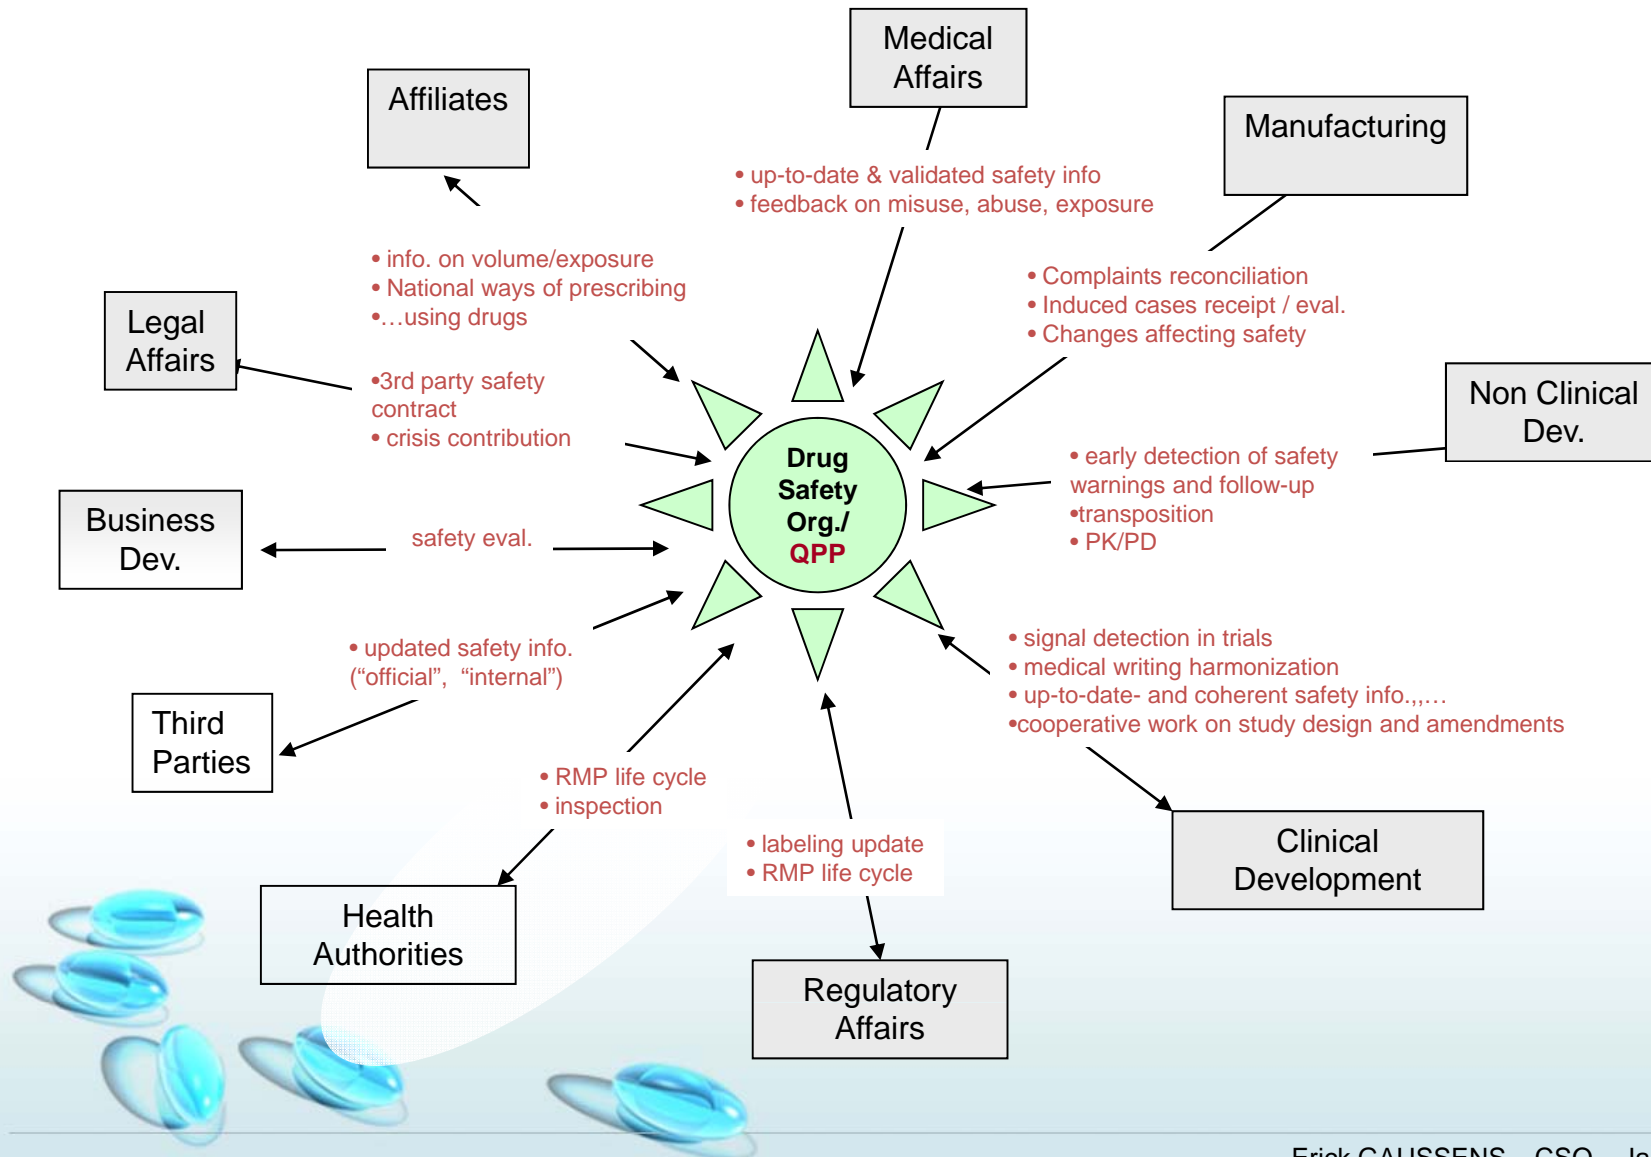 Medical
Affairs
Affiliates
Manufacturing
• up-to-date & validated safety info
• feedback on misuse, abuse, exposure
• info. on volume/exposure
• National ways of prescribing
•…using drugs
• Complaints reconciliation
• Induced cases receipt / eval.
• Changes affecting safety
Legal
Affairs
•3rd party safety
contract
• crisis contribution
Non Clinical
Dev.
• early detection of safety
warnings and follow-up
•transposition
• PK/PD
Drug
Safety
Org./
QPP
Business
Dev.
safety eval.
• updated safety info.
("official", "internal")
• signal detection in trials
• medical writing harmonization
• up-to-date- and coherent safety info.,,…
•cooperative work on study design and amendments
Third
Parties
• RMP life cycle
• inspection
• labeling update
• RMP life cycle
Clinical
Development
Health
Authorities
Regulatory
Affairs
Erick GAUSSENS – CSO